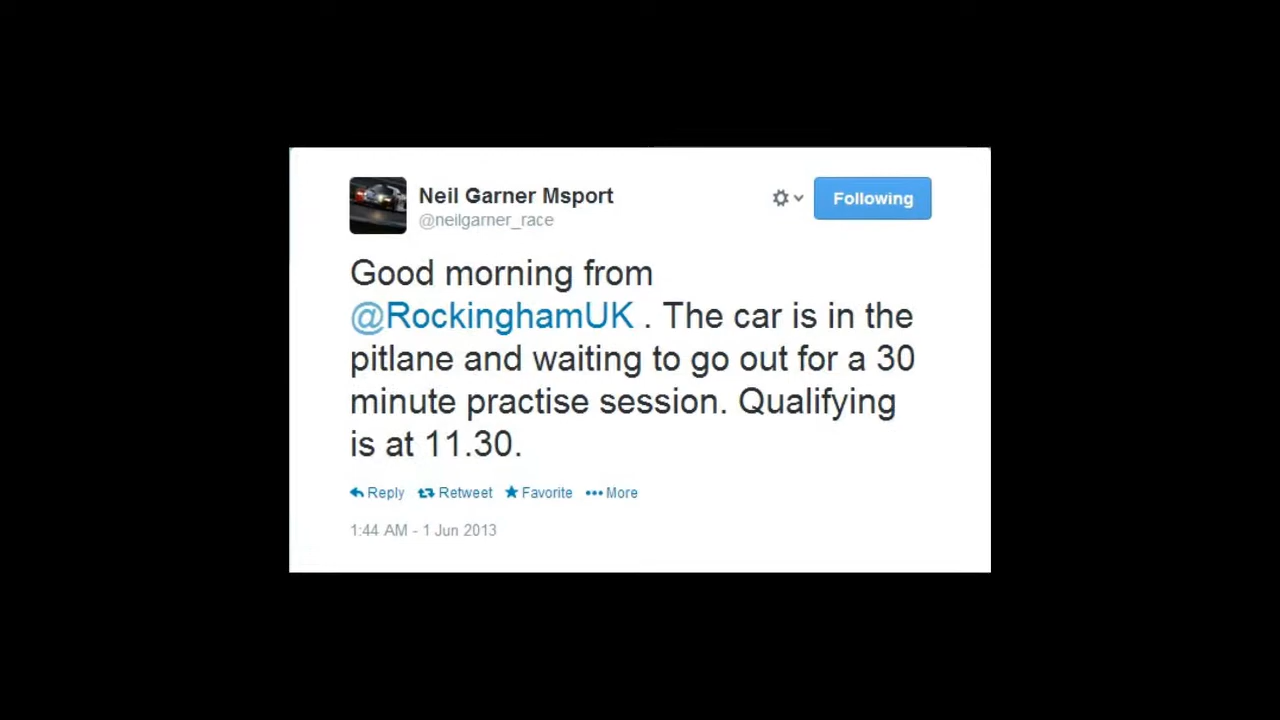 Neil Garner Msport
Following
@neilgarner_race
Good morning from
@RockinghamUK . The car is in the
pitlane and waiting to go out for a 30
minute practise session. Qualifying
is at 11.30.
Reply Retweet Favorite More
1:44 AM - 1 Jun 2013